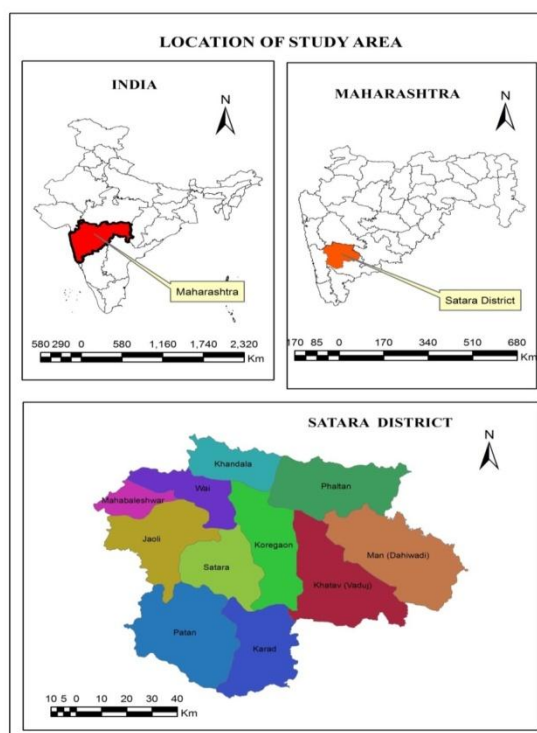 LOCATION OF STUDY AREA
INDIA
N
Maharashtra
580 290 0 580 1,160 1,740 2,320
Km
MAHARASHTRA
N
Satara District
170 85 0 170 340 510 680
Km
SATARA DISTRICT
N
Khandala
Phaltan
Wai
Mahabaleshwar
Jaoli
Koregaon
Man (Dahiwadi)
Satara
Khatav (Vaduj)
Patan
Karad
10 5 0 10 20 30 40
Km